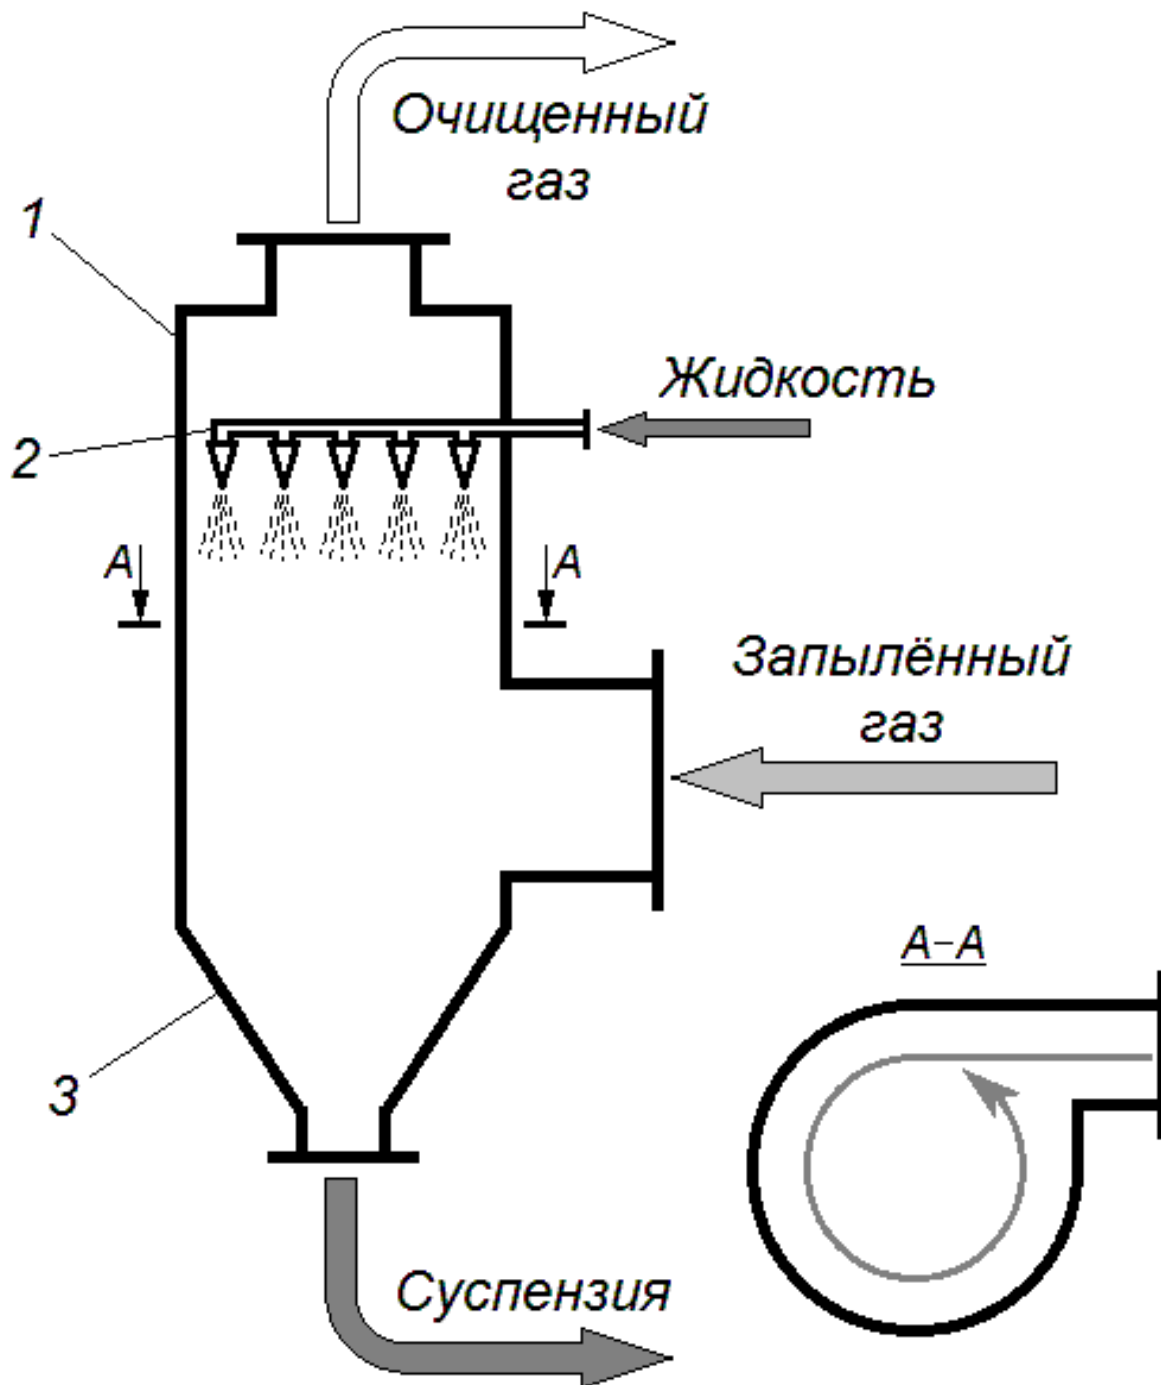 Очищенный
газ
1
Жидкость
2
А
А
Запылённый
газ
А–А
3
Суспензия